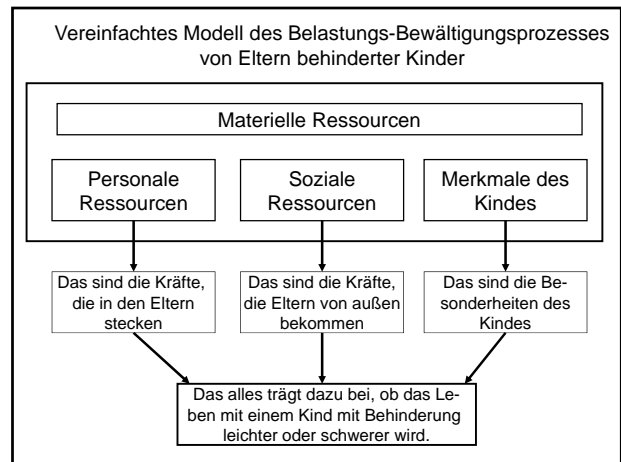 Vereinfachtes Modell des Belastungs-Bewältigungsprozesses
von Eltern behinderter Kinder
Materielle Ressourcen
Personale
Ressourcen
Soziale
Ressourcen
Merkmale des
Kindes
Das sind die Kräfte,
die in den Eltern
stecken
Das sind die Kräfte,
die Eltern von außen
bekommen
Das sind die Be-
sonderheiten des
Kindes
Das alles trägt dazu bei, ob das Le-
ben mit einem Kind mit Behinderung
leichter oder schwerer wird.